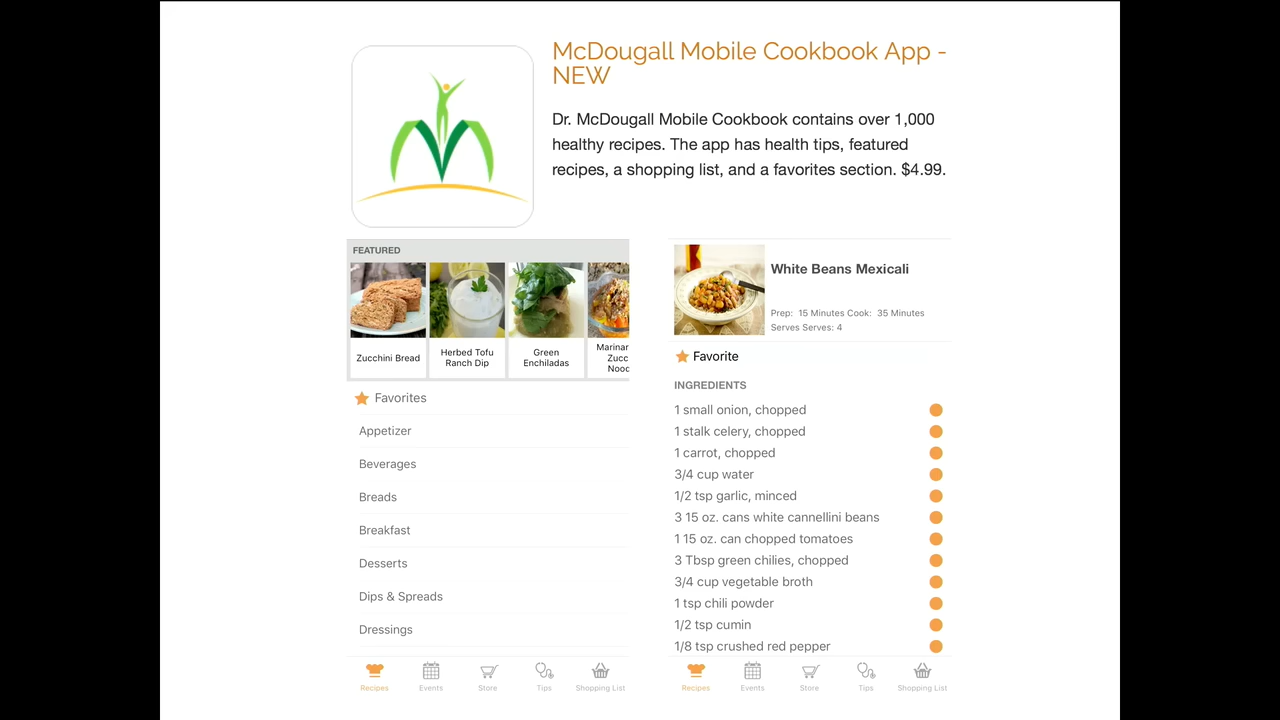 McDougall Mobile Cookbook App -
NEW
Dr. McDougall Mobile Cookbook contains over 1,000
healthy recipes. The app has health tips, featured
recipes, a shopping list, and a favorites section. $4.99.
FEATURED
Zucchini Bread
Herbed Tofu
Ranch Dip
Green
Enchiladas
Marinar
Zucc
Nood
Favorites
Appetizer
Beverages
Breads
Breakfast
Desserts
Dips & Spreads
Dressings
Recipes Events Store Tips Shopping List
White Beans Mexicali
Prep: 15 Minutes Cook: 35 Minutes
Serves Serves: 4
Favorite
INGREDIENTS
1 small onion, chopped
1 stalk celery, chopped
1 carrot, chopped
3/4 cup water
1/2 tsp garlic, minced
3 15 oz. cans white cannellini beans
1 15 oz. can chopped tomatoes
3 Tbsp green chilies, chopped
3/4 cup vegetable broth
1 tsp chili powder
1/2 tsp cumin
1/8 tsp crushed red pepper
Recipes Events Store Tips Shopping List